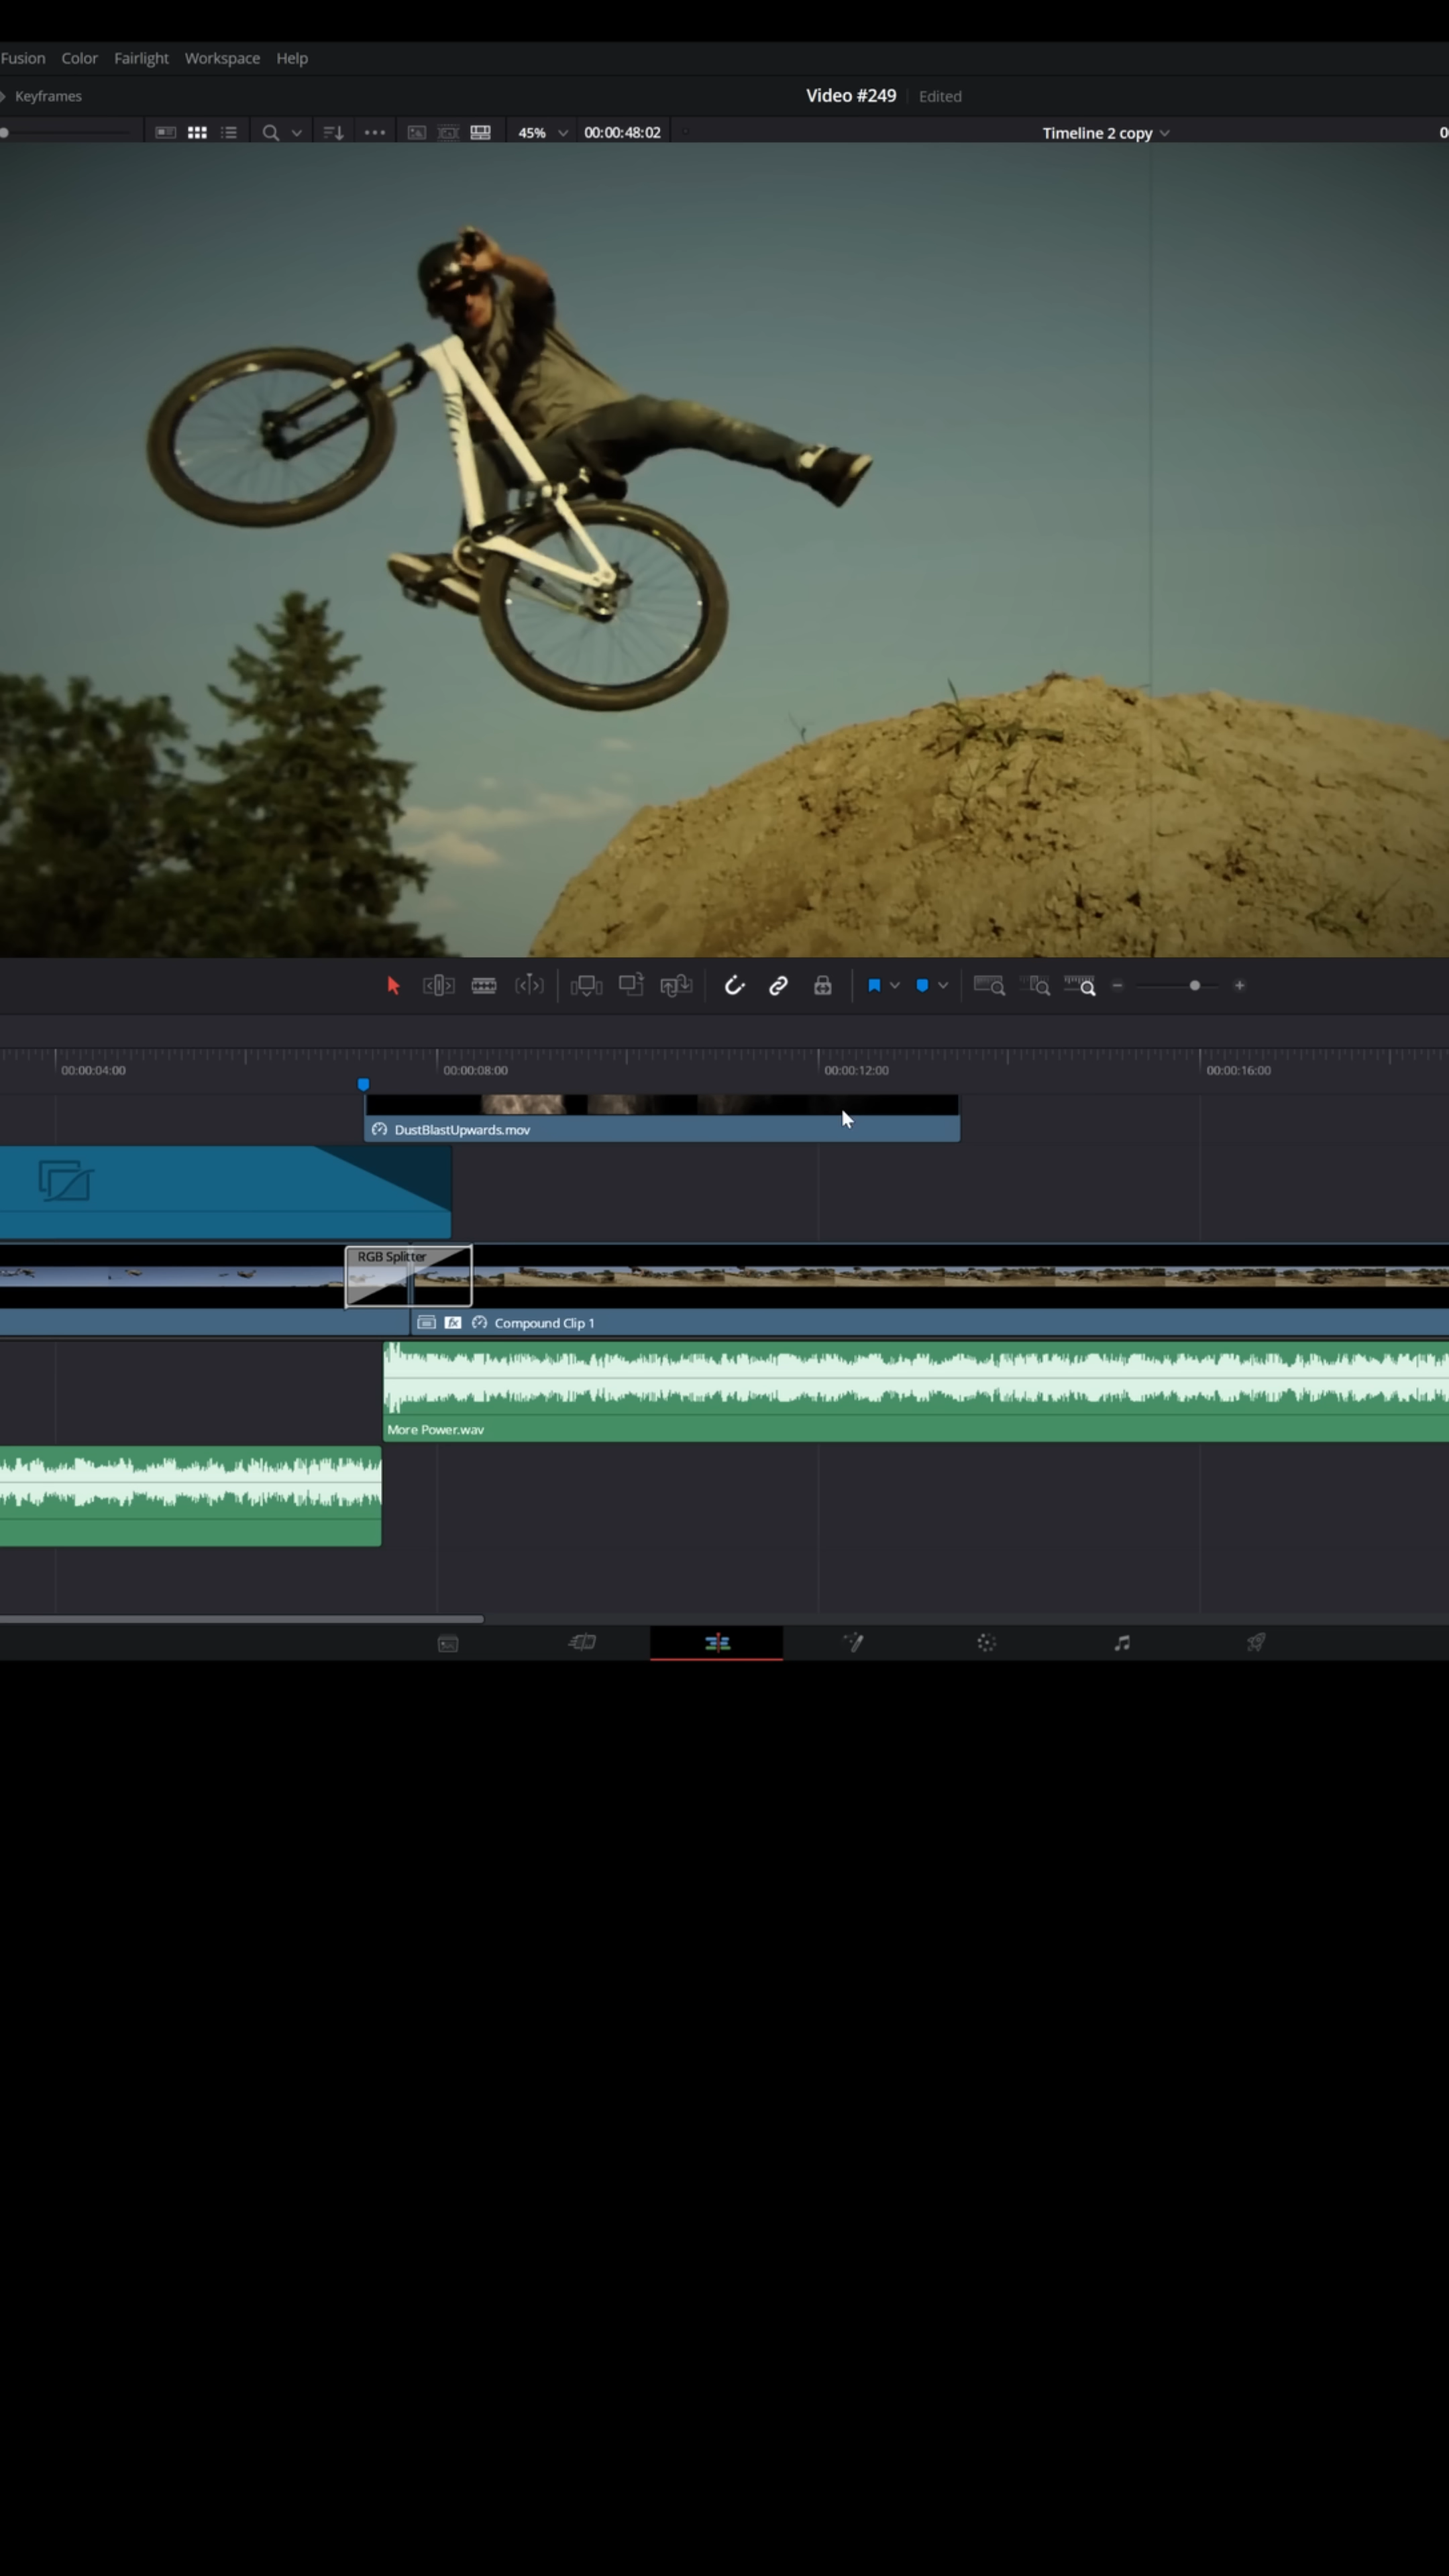 Fusion Color Fairlight Workspace Help
Keyframes Video #249 Edited
45% 00:00:48:02 Timeline 2 copy
00:00:04:00 00:00:08:00 00:00:12:00 00:00:16:00
DustBlastUpwards.mov
RGB Splitter
fx Compound Clip 1
More Power.wav